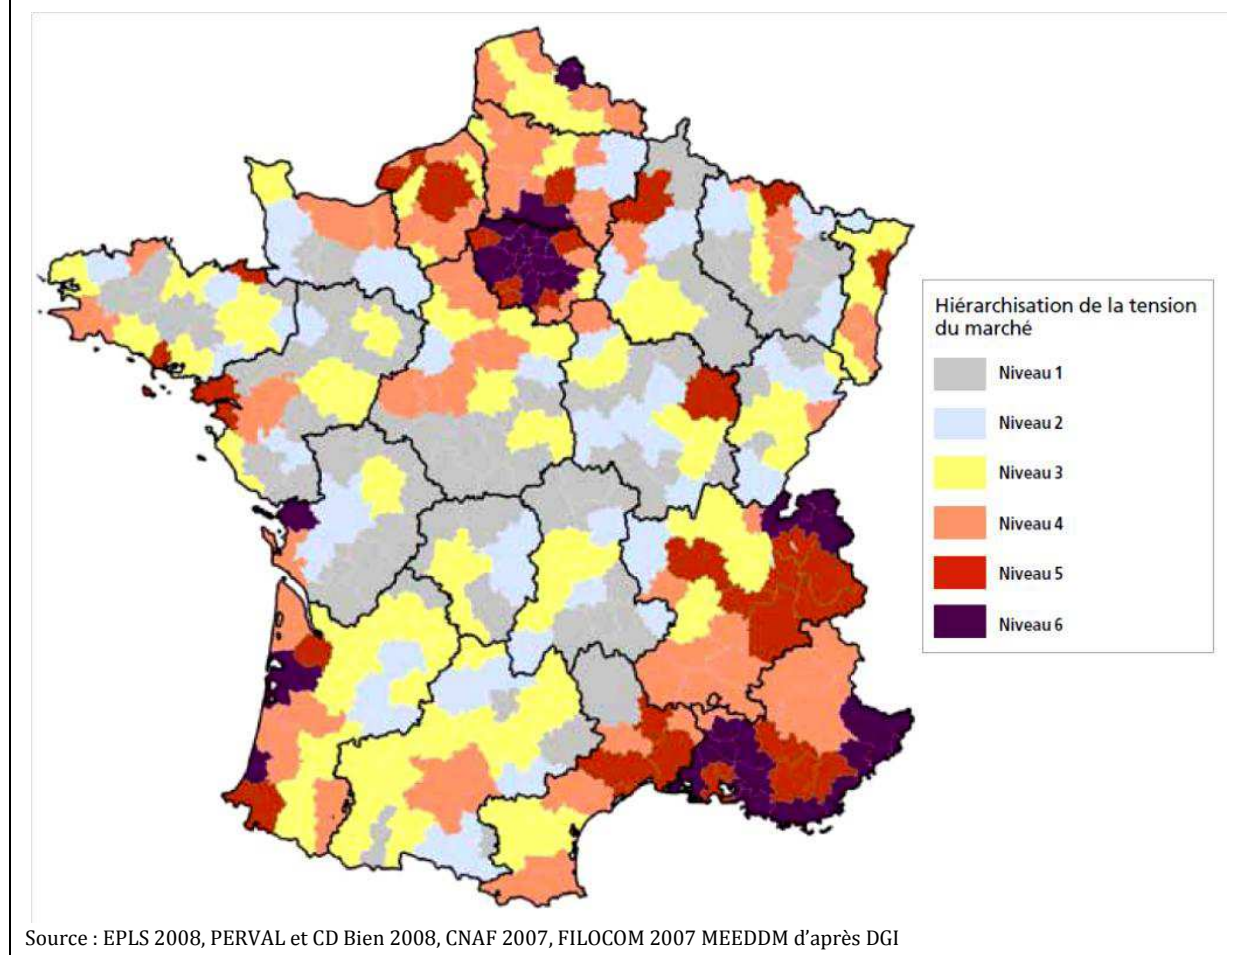 Hiérarchisation de la tension
du marché
Niveau 1
Niveau 2
Niveau 3
Niveau 4
Niveau 5
Niveau 6
Source : EPLS 2008, PERVAL et CD Bien 2008, CNAF 2007, FILOCOM 2007 MEEDDM d’après DGI